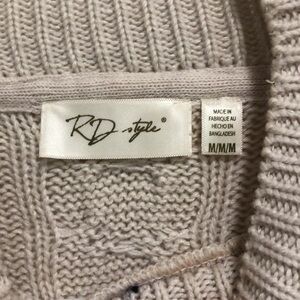 RD style®
MADE IN
FABRIQUÉ AU
HECHO EN
BANGLADESH
M/M/M